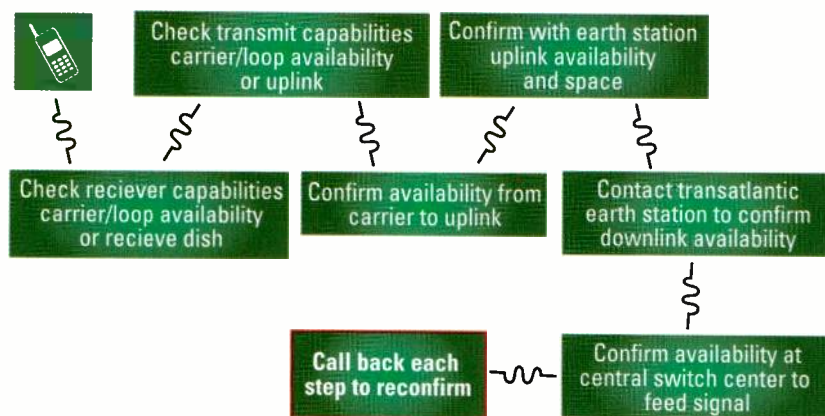 Check transmit capabilities
carrier/loop availability
or uplink
Confirm with earth station
uplink availability
and space
Check reciever capabilities
carrier/loop availability
or recieve dish
Confirm availability from
carrier to uplink
Contact transatlantic
earth station to confirm
downlink availability
Call back each
step to reconfirm
Confirm availability at
central switch center to
feed signal